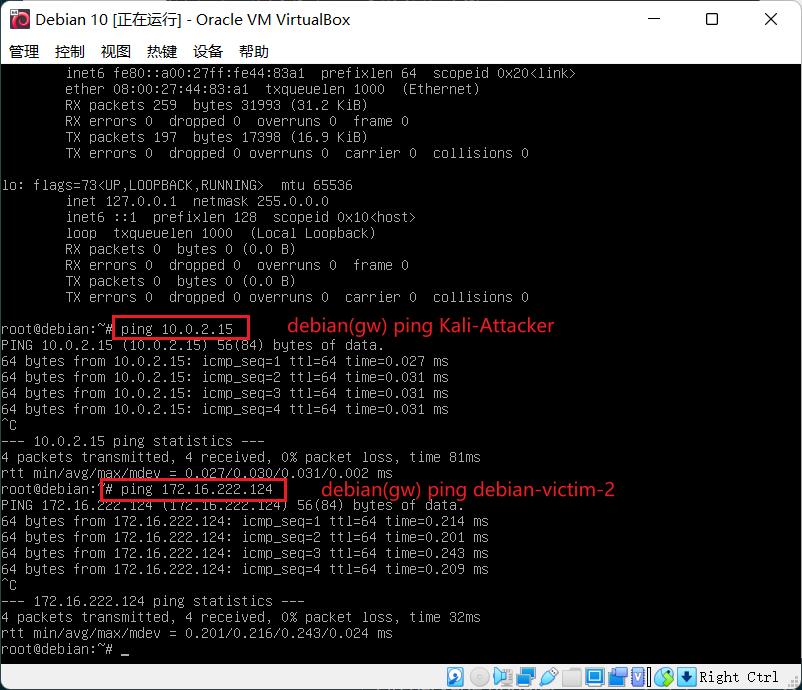 Debian 10 [正在运行] - Oracle VM VirtualBox
管理 控制 视图 热键 设备 帮助
inet6 fe80::a00:27ff:fe44:83a1 prefixlen 64 scopeid 0x20<link>
ether 08:00:27:44:83:a1 txqueuelen 1000 (Ethernet)
RX packets 259 bytes 31993 (31.2 KiB)
RX errors 0 dropped 0 overruns 0 frame 0
TX packets 197 bytes 17398 (16.9 KiB)
TX errors 0 dropped 0 overruns 0 carrier 0 collisions 0
lo: flags=73<UP,LOOPBACK,RUNNING> mtu 65536
inet 127.0.0.1 netmask 255.0.0.0
inet6 ::1 prefixlen 128 scopeid 0x10<host>
loop txqueuelen 1000 (Local Loopback)
RX packets 0 bytes 0 (0.0 B)
RX errors 0 dropped 0 overruns 0 frame 0
TX packets 0 bytes 0 (0.0 B)
TX errors 0 dropped 0 overruns 0 carrier 0 collisions 0
root@debian:~# ping 10.0.2.15 debian(gw) ping Kali-Attacker
PING 10.0.2.15 (10.0.2.15) 56(84) bytes of data.
64 bytes from 10.0.2.15: icmp_seq=1 ttl=64 time=0.027 ms
64 bytes from 10.0.2.15: icmp_seq=2 ttl=64 time=0.031 ms
64 bytes from 10.0.2.15: icmp_seq=3 ttl=64 time=0.031 ms
64 bytes from 10.0.2.15: icmp_seq=4 ttl=64 time=0.031 ms
^C
--- 10.0.2.15 ping statistics ---
4 packets transmitted, 4 received, 0% packet loss, time 81ms
rtt min/avg/max/mdev = 0.027/0.030/0.031/0.002 ms
root@debian:~# ping 172.16.222.124 debian(gw) ping debian-victim-2
PING 172.16.222.124 (172.16.222.124) 56(84) bytes of data.
64 bytes from 172.16.222.124: icmp_seq=1 ttl=64 time=0.214 ms
64 bytes from 172.16.222.124: icmp_seq=2 ttl=64 time=0.201 ms
64 bytes from 172.16.222.124: icmp_seq=3 ttl=64 time=0.243 ms
64 bytes from 172.16.222.124: icmp_seq=4 ttl=64 time=0.209 ms
^C
--- 172.16.222.124 ping statistics ---
4 packets transmitted, 4 received, 0% packet loss, time 32ms
rtt min/avg/max/mdev = 0.201/0.216/0.243/0.024 ms
root@debian:~# _
Right Ctrl